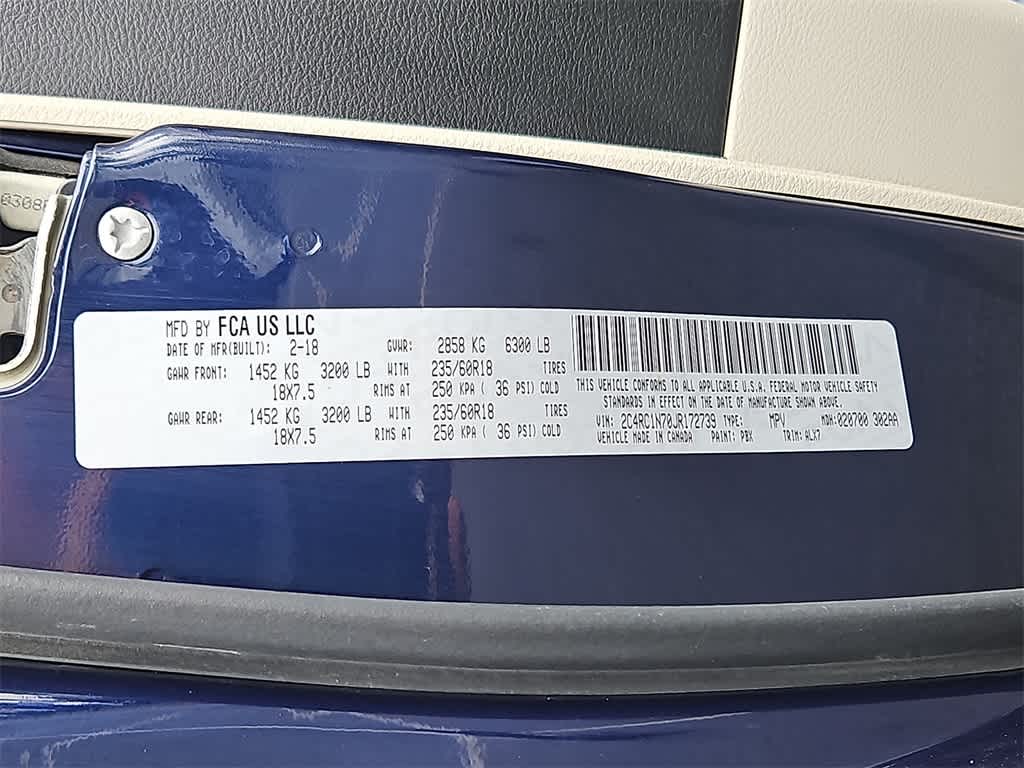 MFD BY FCA US LLC
DATE OF MFR(BUILT): 2-18 GVWR: 2858 KG 6300 LB
GAWR FRONT: 1452 KG 3200 LB WITH 235/60R18 TIRES
18X7.5 RIMS AT 250 KPA ( 36 PSI) COLD
GAWR REAR: 1452 KG 3200 LB WITH 235/60R18 TIRES
18X7.5 RIMS AT 250 KPA ( 36 PSI) COLD
THIS VEHICLE CONFORMS TO ALL APPLICABLE U.S.A. FEDERAL MOTOR VEHICLE SAFETY
STANDARDS IN EFFECT ON THE DATE OF MANUFACTURE SHOWN ABOVE.
VIN: 2C4RC1N70JR172739 TYPE: MPV MDH:020700 302AA
VEHICLE MADE IN CANADA PAINT: PBX TRIM: ALX7